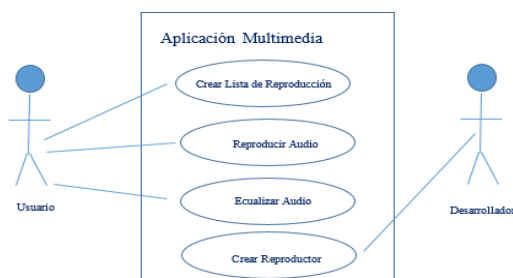 Aplicación Multimedia
Crear Lista de Reproducción
Reproducir Audio
Ecualizar Audio
Usuario
Desarrollador
Crear Reproductor